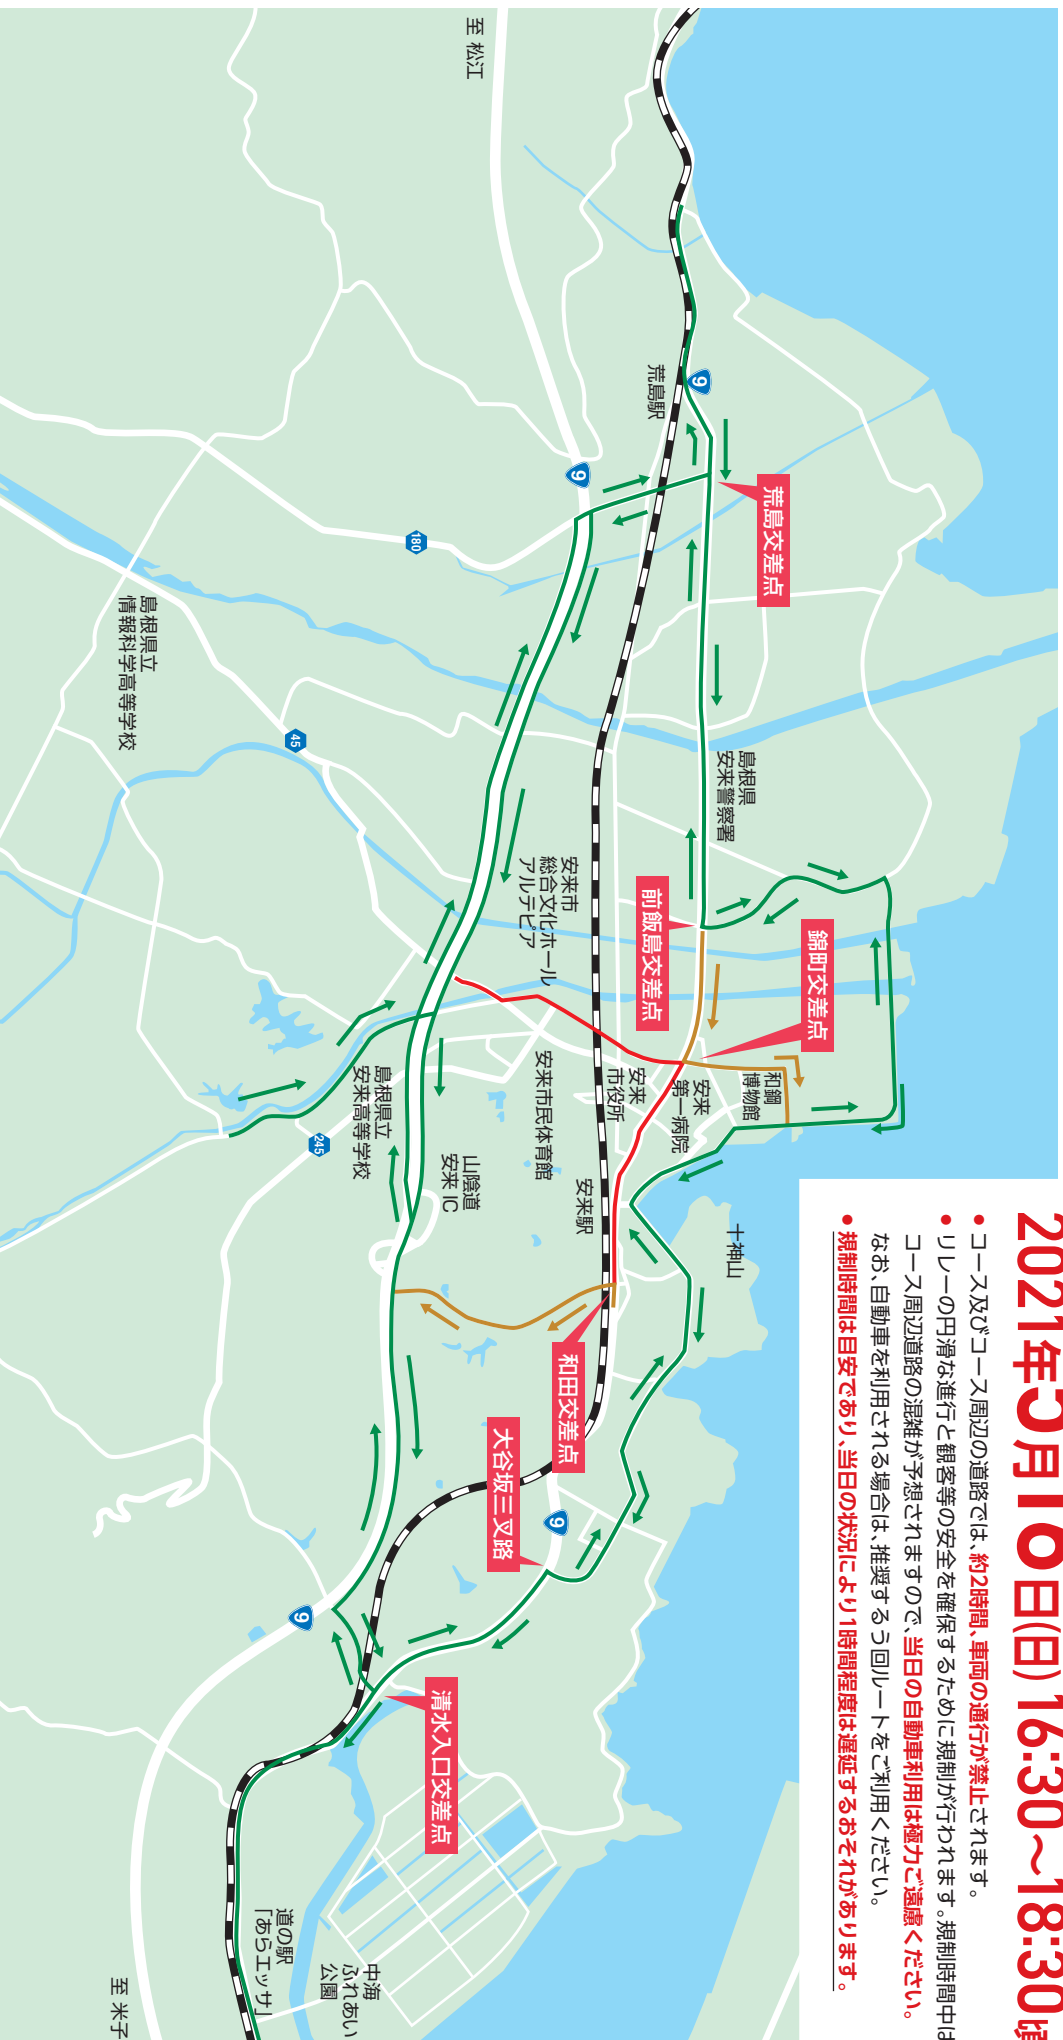 2021年5月16日(日) 16:30〜18:30頃
• コース及びコース周辺の道路では、約2時間、車両の通行が禁止されます。
• リレーの円滑な進行と観客等の安全を確保するために規制が行われます。規制時間中は
コース周辺道路の混雑が予想されますので、当日の自動車利用は極力ご遠慮ください。
なお、自動車を利用される場合は、推奨するう回ルートをご利用ください。
• 規制時間は目安であり、当日の状況により1時間程度は遅延するおそれがあります。
至 松江
荒島駅
9
荒島交差点
9
180
島根県立
情報科学高等学校
45
島根県
安来警察署
安来市
総合文化ホール
アルテピア
前飯島交差点
錦町交差点
和鋼
博物館
安来
第一病院
安来
市役所
安来市民体育館
島根県立
安来高等学校
245
山陰道
安来 IC
安来駅
十神山
和田交差点
大谷坂三叉路
9
9
清水入口交差点
道の駅
「あらエッサ」
中海
ふれあい
公園
至 米子